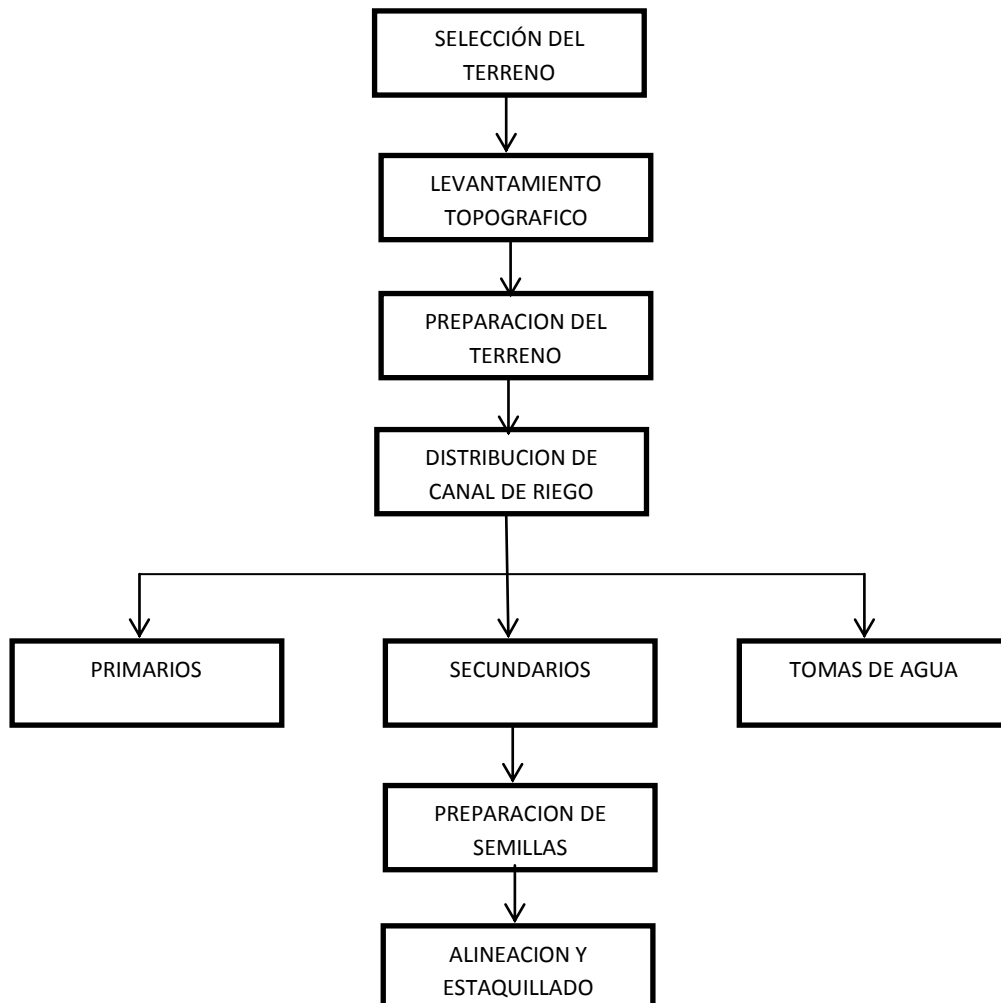 SELECCIÓN DEL
TERRENO
LEVANTAMIENTO
TOPOGRAFICO
PREPARACION DEL
TERRENO
DISTRIBUCION DE
CANAL DE RIEGO
PRIMARIOS
SECUNDARIOS
TOMAS DE AGUA
PREPARACION DE
SEMILLAS
ALINEACION Y
ESTAQUILLADO